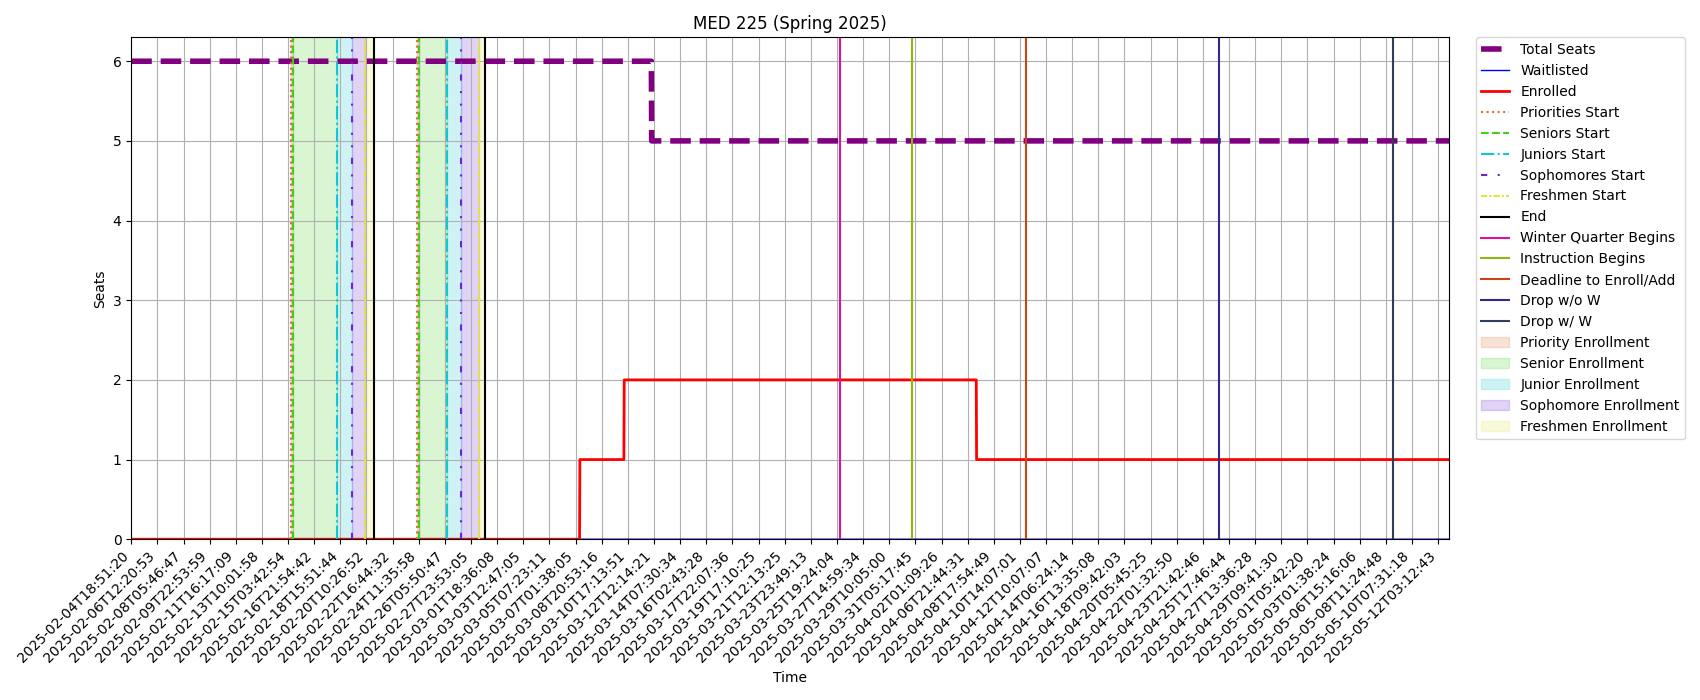 MED 225 (Spring 2025)
Seats
6
5
4
3
2
1
0
2025-02-04T18:51:20
2025-02-06T12:20:53
2025-02-08T05:46:47
2025-02-09T22:53:59
2025-02-11T16:17:09
2025-02-13T10:01:58
2025-02-15T03:42:54
2025-02-16T21:54:42
2025-02-18T15:51:44
2025-02-20T10:26:52
2025-02-22T16:44:32
2025-02-24T11:35:58
2025-02-26T05:50:47
2025-02-27T23:53:05
2025-03-01T18:36:08
2025-03-03T12:47:05
2025-03-05T07:23:11
2025-03-07T01:38:05
2025-03-08T20:53:16
2025-03-10T17:13:51
2025-03-12T12:14:21
2025-03-14T07:30:34
2025-03-16T02:43:28
2025-03-17T22:07:36
2025-03-19T17:10:25
2025-03-21T12:13:25
2025-03-23T23:49:13
2025-03-25T19:24:04
2025-03-27T14:59:34
2025-03-29T10:05:00
2025-03-31T05:17:45
2025-04-02T01:09:26
2025-04-06T21:44:31
2025-04-08T17:54:49
2025-04-10T14:07:01
2025-04-12T10:07:07
2025-04-14T06:24:14
2025-04-16T13:35:08
2025-04-18T09:42:03
2025-04-20T05:45:25
2025-04-22T01:32:50
2025-04-23T21:42:46
2025-04-25T17:46:44
2025-04-27T13:36:28
2025-04-29T09:41:30
2025-05-01T05:42:20
2025-05-03T01:38:24
2025-05-06T15:16:06
2025-05-08T11:24:48
2025-05-10T07:31:18
2025-05-12T03:12:43
Time
Total Seats
Waitlisted
Enrolled
Priorities Start
Seniors Start
Juniors Start
Sophomores Start
Freshmen Start
End
Winter Quarter Begins
Instruction Begins
Deadline to Enroll/Add
Drop w/o W
Drop w/ W
Priority Enrollment
Senior Enrollment
Junior Enrollment
Sophomore Enrollment
Freshmen Enrollment